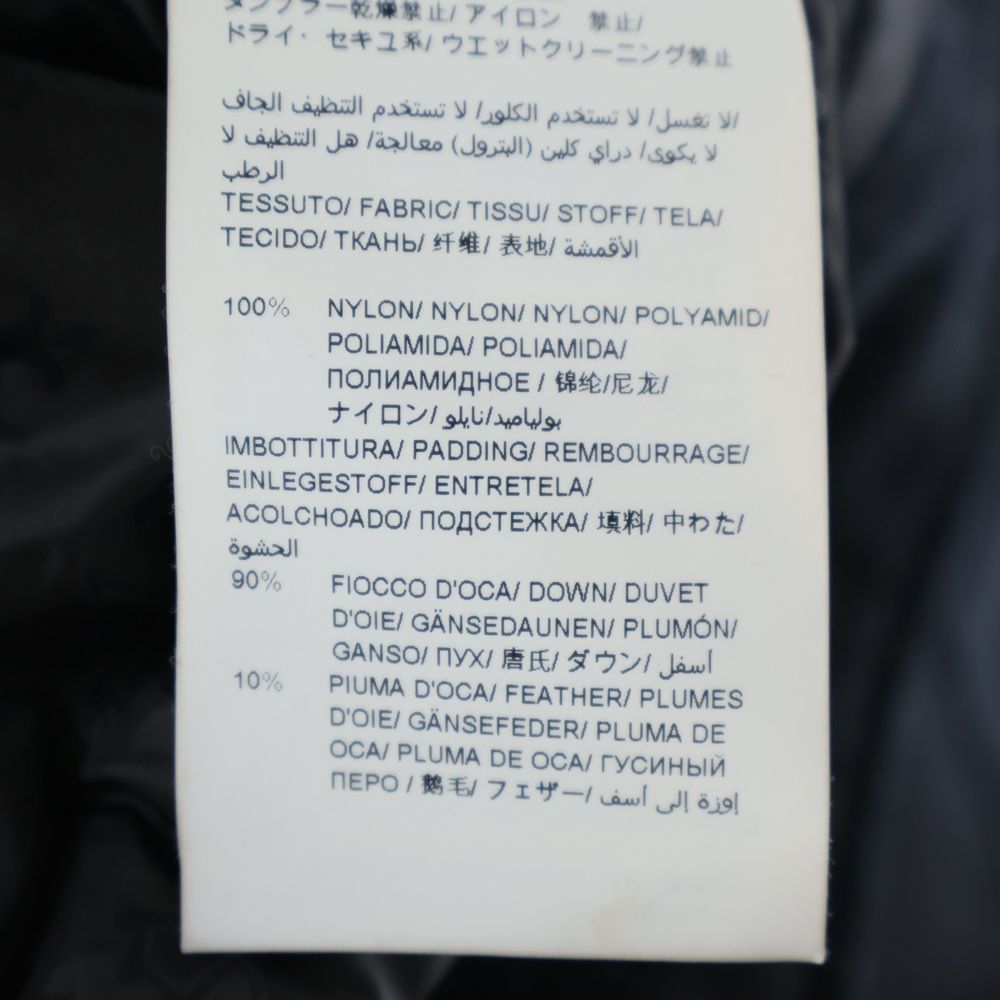 タンブラー乾燥禁止/ アイロン 禁止/
ドライ・セキユ系/ ウエットクリーニング禁止
لا تغسل/ لا تستخدم الكلور/ لا تستخدم التنظيف الجاف/
لا يكوى/ دراي كلين (البترول) معالجة/ هل التنظيف لا
الرطب
TESSUTO/ FABRIC/ TISSU/ STOFF/ TELA/
TECIDO/ ТКАНЬ/ 纤维/ 表地/ الأقمشة
100% NYLON/ NYLON/ NYLON/ POLYAMID/
POLIAMIDA/ POLIAMIDA/
ПОЛИАМИДНОЕ / 锦纶/尼龙/
ナイロン/ بولياميد/نايلو
IMBOTTITURA/ PADDING/ REMBOURRAGE/
EINLEGESTOFF/ ENTRETELA/
ACOLCHOADO/ ПОДСТЕЖКА/ 填料/ 中わた/
الحشوة
90% FIOCCO D'OCA/ DOWN/ DUVET
D'OIE/ GÄNSEDAUNEN/ PLUMÓN/
GANSO/ ПУХ/ 唐氏/ ダウン/ أسفل
10% PIUMA D'OCA/ FEATHER/ PLUMES
D'OIE/ GÄNSEFEDER/ PLUMA DE
OCA/ PLUMA DE OCA/ ГУСИНЫЙ
ПЕРО / 鹅毛/ フェザー/ إوزة إلى أسف